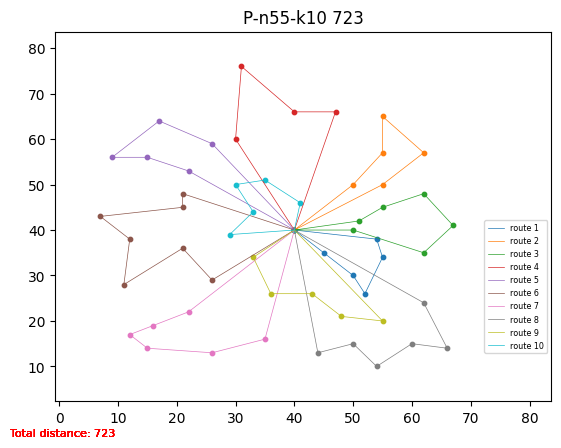 P-n55-k10 723
80
70
60
50
40
30
20
10
0 10 20 30 40 50 60 70 80
route 1
route 2
route 3
route 4
route 5
route 6
route 7
route 8
route 9
route 10
Total distance: 723